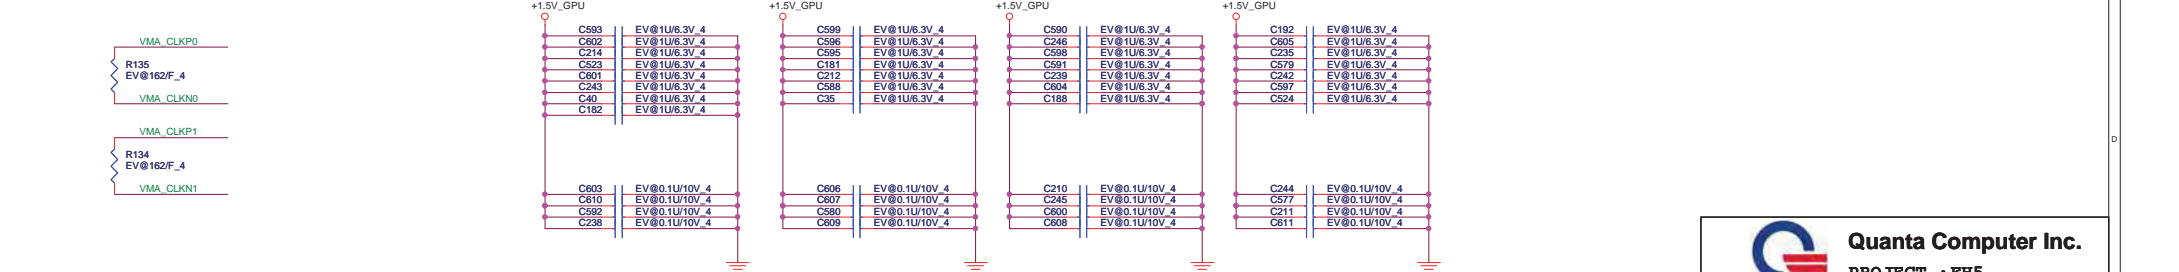 VMA_CLKP0
R135
EV@162/F_4
VMA_CLKN0
VMA_CLKP1
R134
EV@162/F_4
VMA_CLKN1
+1.5V_GPU
C593 EV@1U/6.3V_4
C602 EV@1U/6.3V_4
C214 EV@1U/6.3V_4
C523 EV@1U/6.3V_4
C601 EV@1U/6.3V_4
C243 EV@1U/6.3V_4
C40 EV@1U/6.3V_4
C182 EV@1U/6.3V_4
C603 EV@0.1U/10V_4
C610 EV@0.1U/10V_4
C592 EV@0.1U/10V_4
C238 EV@0.1U/10V_4
+1.5V_GPU
C599 EV@1U/6.3V_4
C596 EV@1U/6.3V_4
C595 EV@1U/6.3V_4
C181 EV@1U/6.3V_4
C212 EV@1U/6.3V_4
C588 EV@1U/6.3V_4
C35 EV@1U/6.3V_4
C606 EV@0.1U/10V_4
C607 EV@0.1U/10V_4
C580 EV@0.1U/10V_4
C609 EV@0.1U/10V_4
+1.5V_GPU
C590 EV@1U/6.3V_4
C246 EV@1U/6.3V_4
C598 EV@1U/6.3V_4
C591 EV@1U/6.3V_4
C239 EV@1U/6.3V_4
C604 EV@1U/6.3V_4
C188 EV@1U/6.3V_4
C210 EV@0.1U/10V_4
C245 EV@0.1U/10V_4
C600 EV@0.1U/10V_4
C608 EV@0.1U/10V_4
+1.5V_GPU
C192 EV@1U/6.3V_4
C605 EV@1U/6.3V_4
C235 EV@1U/6.3V_4
C579 EV@1U/6.3V_4
C242 EV@1U/6.3V_4
C597 EV@1U/6.3V_4
C524 EV@1U/6.3V_4
C244 EV@0.1U/10V_4
C577 EV@0.1U/10V_4
C211 EV@0.1U/10V_4
C611 EV@0.1U/10V_4
D
Quanta Computer Inc.
PROJECT :